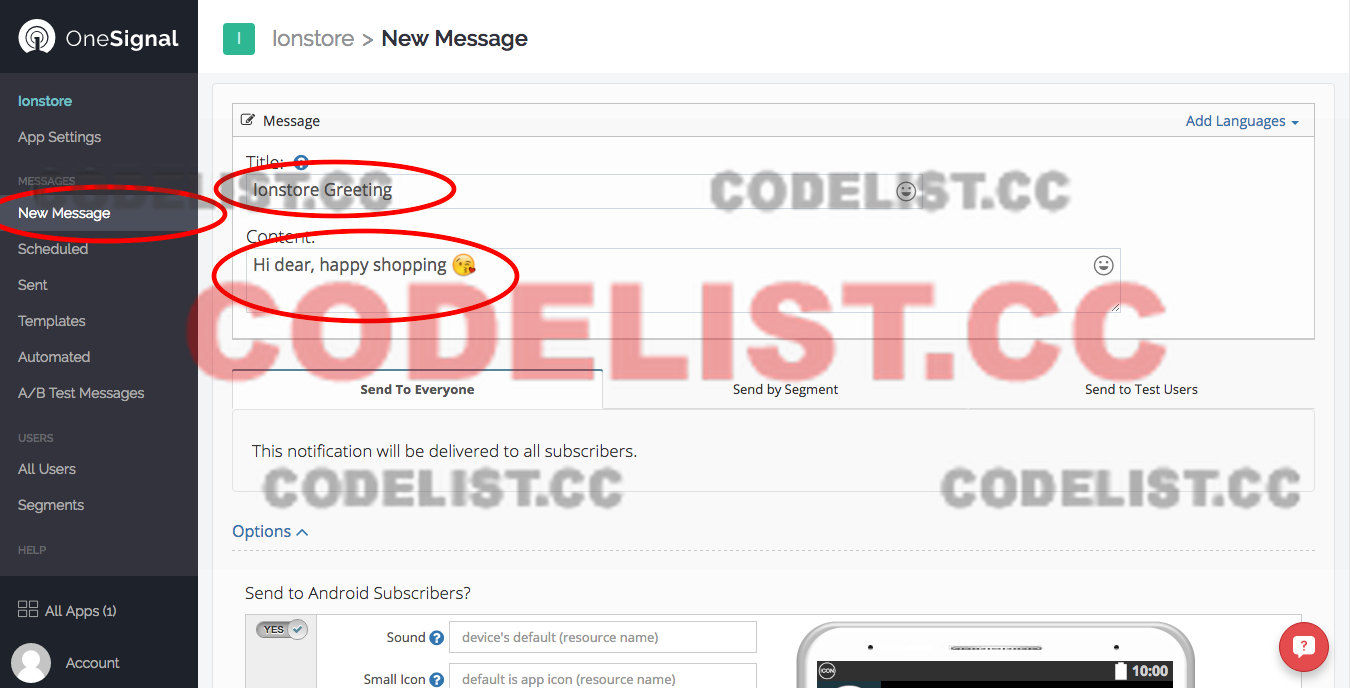 OneSignal
I
Ionstore > New Message
Ionstore
App Settings
MESSAGES
New Message
Scheduled
Sent
Templates
Automated
A/B Test Messages
USERS
All Users
Segments
HELP
All Apps (1)
Account
Message
Add Languages
Title: ?
Ionstore Greeting
Content:
Hi dear, happy shopping 😘
CODELIST.CC
CODELIST.CC
CODELIST.CC
Send To Everyone
Send by Segment
Send to Test Users
This notification will be delivered to all subscribers.
CODELIST.CC
CODELIST.CC
Options
Send to Android Subscribers?
YES
Sound ?
device's default (resource name)
Small Icon ?
default is app icon (resource name)
ICON
10:00
?